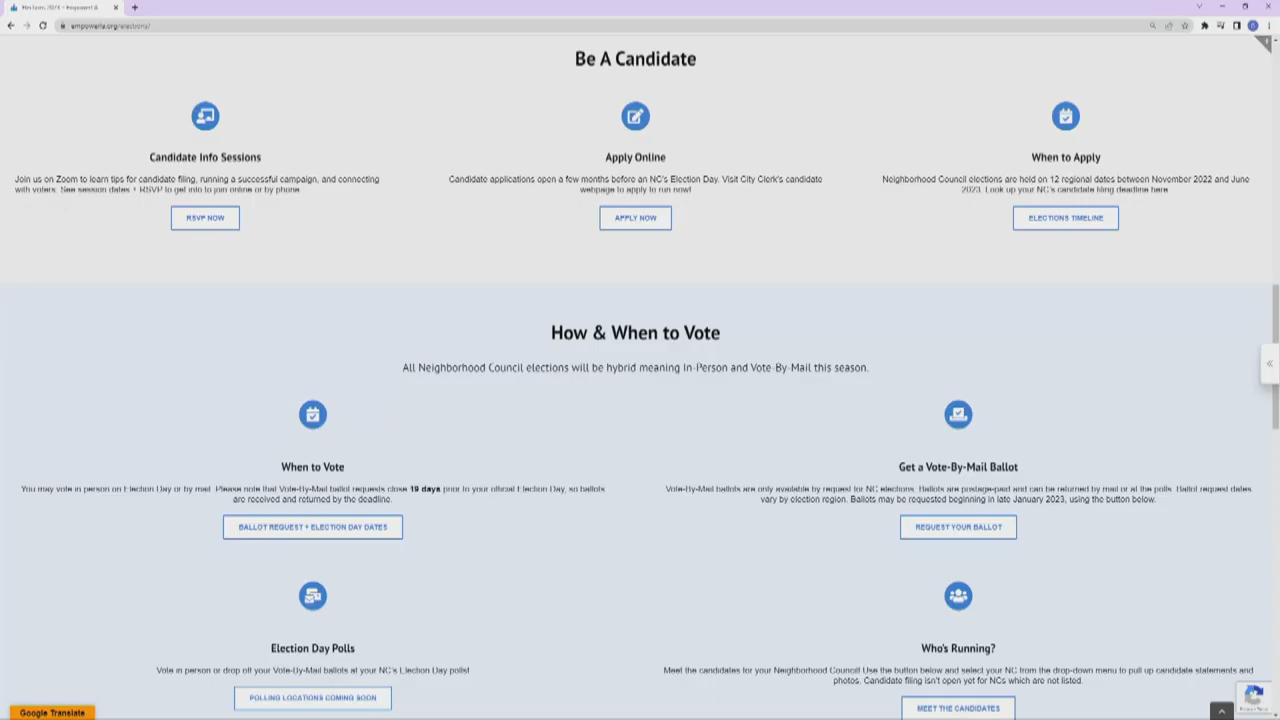 empowerla.org/elections/
Be A Candidate
Candidate Info Sessions
Apply Online
When to Apply
Join us on Zoom to learn tips for candidate filing, running a successful campaign, and connecting
with voters. See session dates + RSVP to get info to join online or by phone
Candidate applications open a few months before an NC's Election Day. Visit City Clerk's candidate
webpage to apply to run now!
Neighborhood Council elections are held on 12 regional dates between November 2022 and June
2023. Look up your NC's candidate filing deadline here
RSVP NOW
APPLY NOW
ELECTIONS TIMELINE
How & When to Vote
All Neighborhood Council elections will be hybrid meaning In-Person and Vote-By-Mail this season.
When to Vote
Get a Vote-By-Mail Ballot
You may vote in person on Election Day or by mail. Please note that Vote-By-Mail ballot requests close 19 days prior to your official Election Day, so ballots
are received and returned by the deadline.
Vote-By-Mail ballots are only available by request for NC elections. Ballots are postage-paid and can be returned by mail or at the polls. Ballot request dates
vary by election region. Ballots may be requested beginning in late January 2023, using the button below.
BALLOT REQUEST + ELECTION DAY DATES
REQUEST YOUR BALLOT
Election Day Polls
Who's Running?
Vote in person or drop off your Vote-By-Mail ballots at your NC's Election Day polls!
Meet the candidates for your Neighborhood Council! Use the button below and select your NC from the drop-down menu to pull up candidate statements and
photos. Candidate filing isn't open yet for NCs which are not listed.
POLLING LOCATIONS COMING SOON
MEET THE CANDIDATES
Google Translate